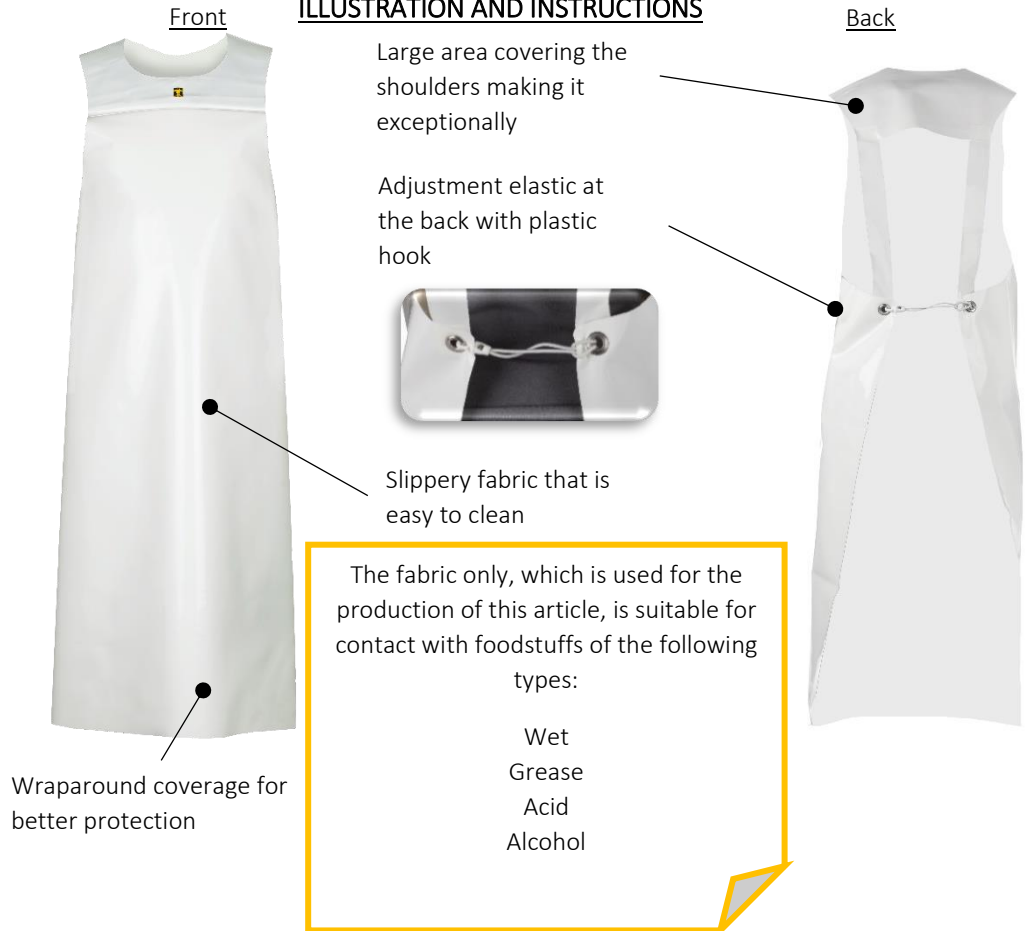 ILLUSTRATION AND INSTRUCTIONS
Front
Back
Large area covering the
shoulders making it
exceptionally
Adjustment elastic at
the back with plastic
hook
Slippery fabric that is
easy to clean
The fabric only, which is used for the
production of this article, is suitable for
contact with foodstuffs of the following
types:
Wet
Grease
Acid
Alcohol
Wraparound coverage for
better protection